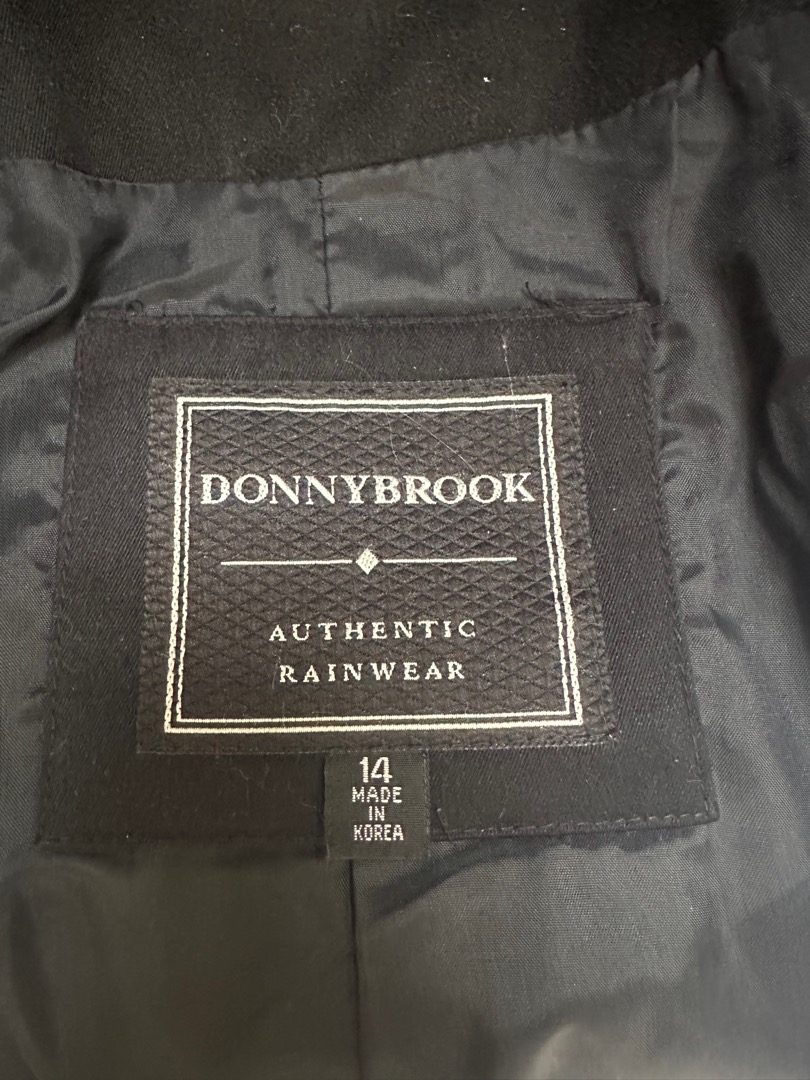 DONNYBROOK
AUTHENTIC
RAINWEAR
14
MADE
IN
KOREA